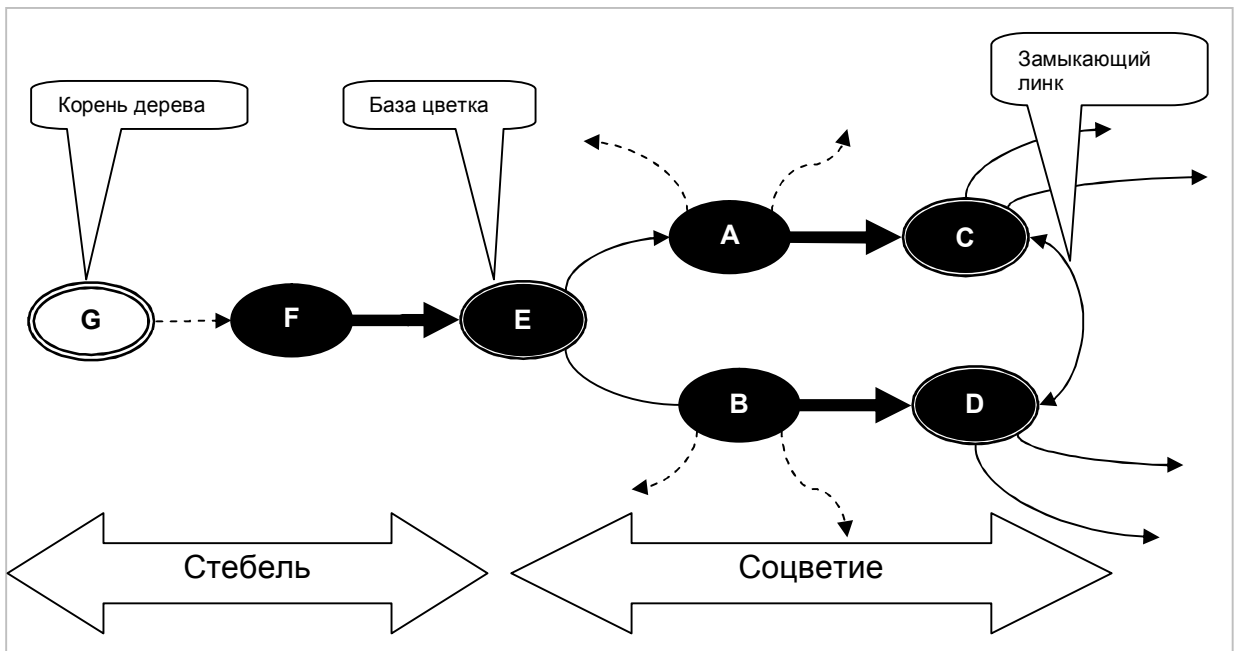 Замыкающий
линк
Корень дерева
База цветка
A
C
G
F
E
B
D
Стебель
Соцветие